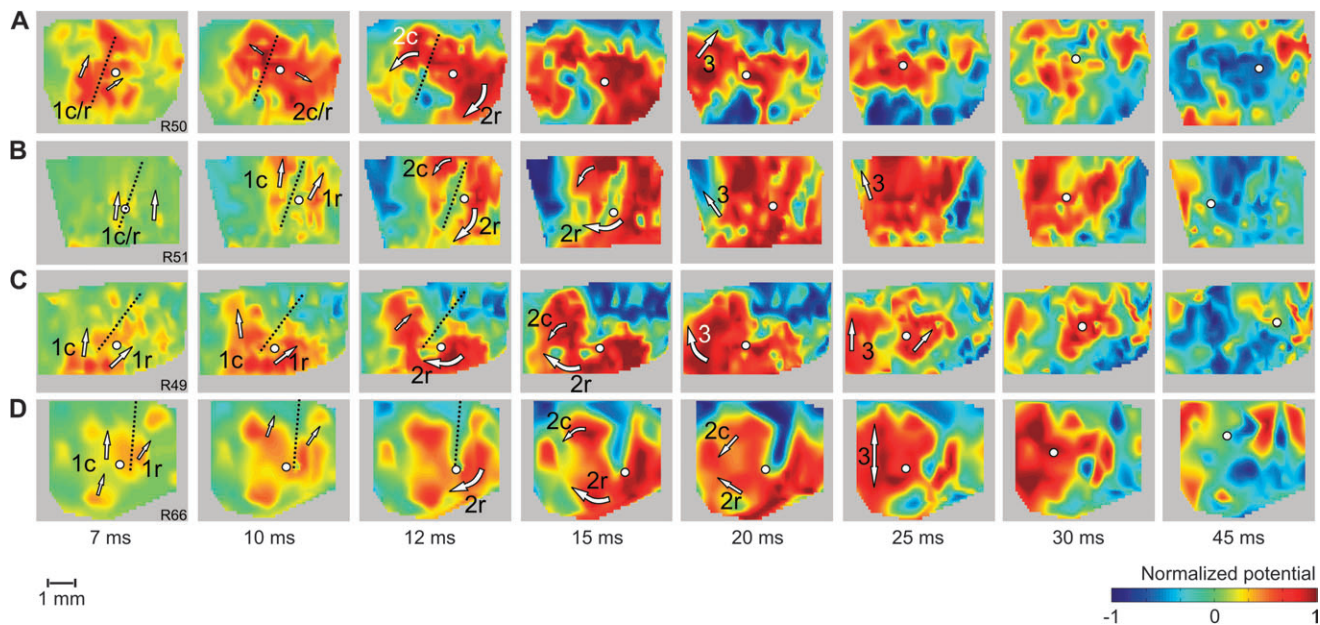 A
1c/r
R50
2c/r
2c
2r
3
B
1c/r
R51
1c
1r
2c
2r
2r
3
3
C
1c
1r
R49
1c
1r
2r
2c
2r
3
3
D
1c
1r
R66
2r
2c
2r
2c
2r
3
7 ms 10 ms 12 ms 15 ms 20 ms 25 ms 30 ms 45 ms
1 mm
Normalized potential
-1 0 1